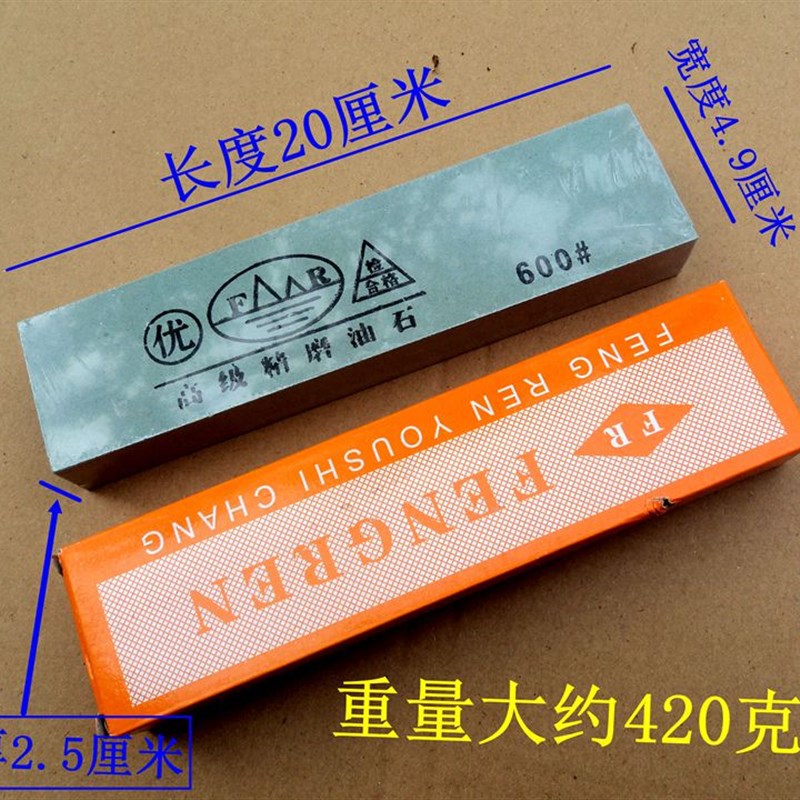 长度20厘米
宽度4.9厘米
优
FAAR
检
合格
600#
高级精磨油石
FENG REN YOUSHI CHANG
FR
FENGREN
厚2.5厘米
重量大约420克